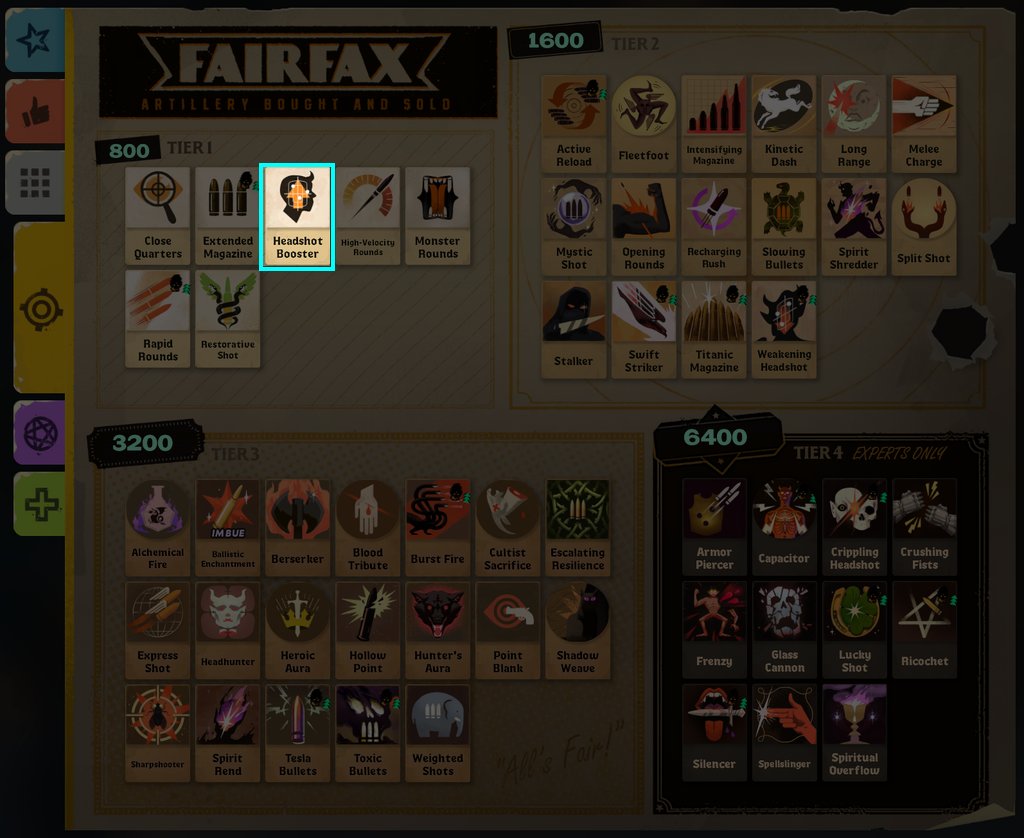 FAIRFAX
ARTILLERY BOUGHT AND SOLD
800 TIER 1
Close Quarters
Extended Magazine
Headshot Booster
High-Velocity Rounds
Monster Rounds
Rapid Rounds
Restorative Shot
1600 TIER 2
Active Reload
Fleetfoot
Intensifying Magazine
Kinetic Dash
Long Range
Melee Charge
Mystic Shot
Opening Rounds
Recharging Rush
Slowing Bullets
Spirit Shredder
Split Shot
Stalker
Swift Striker
Titanic Magazine
Weakening Headshot
3200 TIER 3
Alchemical Fire
IMBUE
Ballistic Enchantment
Berserker
Blood Tribute
Burst Fire
Cultist Sacrifice
Escalating Resilience
Express Shot
Headhunter
Heroic Aura
Hollow Point
Hunter's Aura
Point Blank
Shadow Weave
Sharpshooter
Spirit Rend
Tesla Bullets
Toxic Bullets
Weighted Shots
"All's Fair!"
6400 TIER 4 EXPERTS ONLY
Armor Piercer
Capacitor
Crippling Headshot
Crushing Fists
Frenzy
Glass Cannon
Lucky Shot
Ricochet
Silencer
Spellslinger
Spiritual Overflow